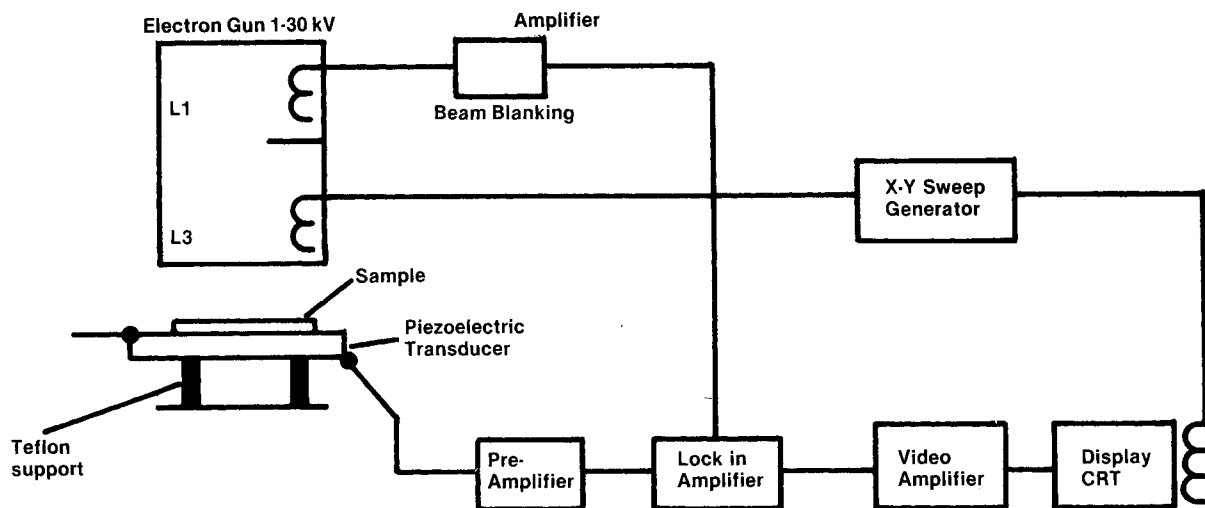 Electron Gun 1-30 kV
Amplifier
L1
Beam Blanking
X-Y Sweep
Generator
L3
Sample
Piezoelectric
Transducer
Teflon
support
Pre-
Amplifier
Lock in
Amplifier
Video
Amplifier
Display
CRT